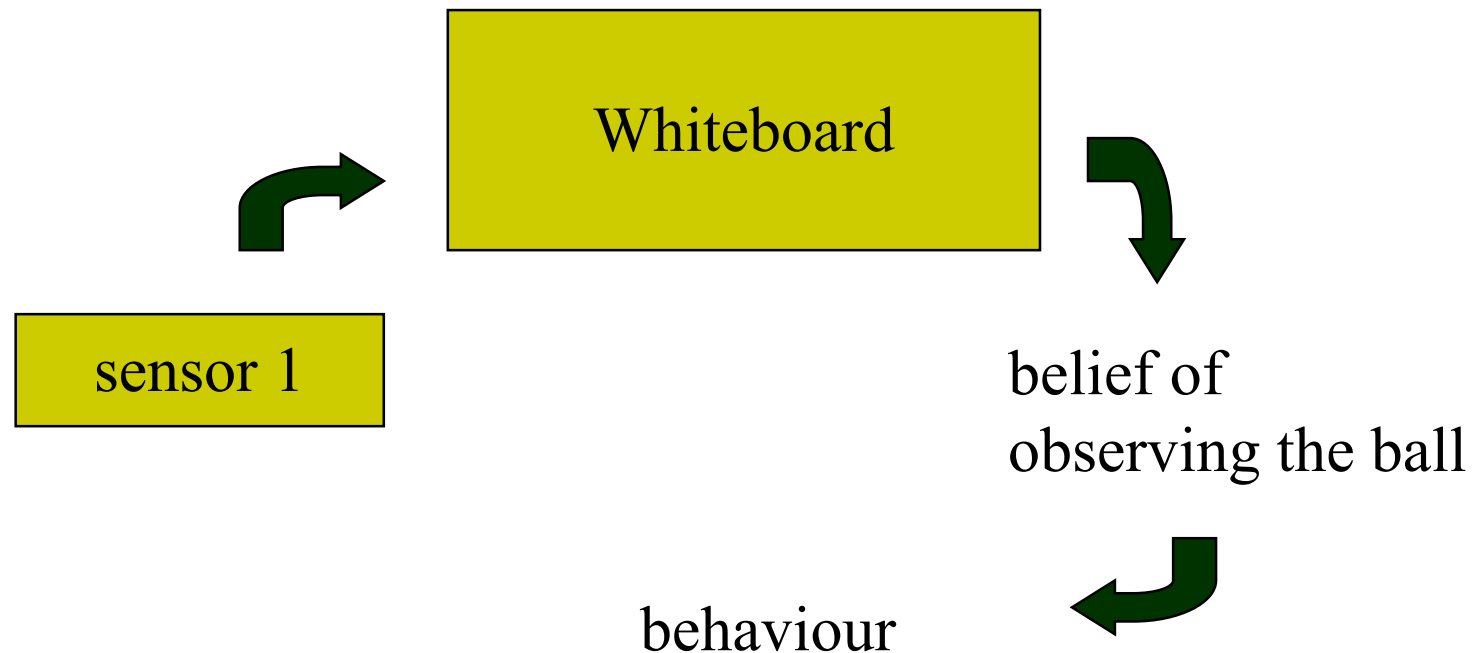 Whiteboard
sensor 1
belief of
observing the ball
behaviour